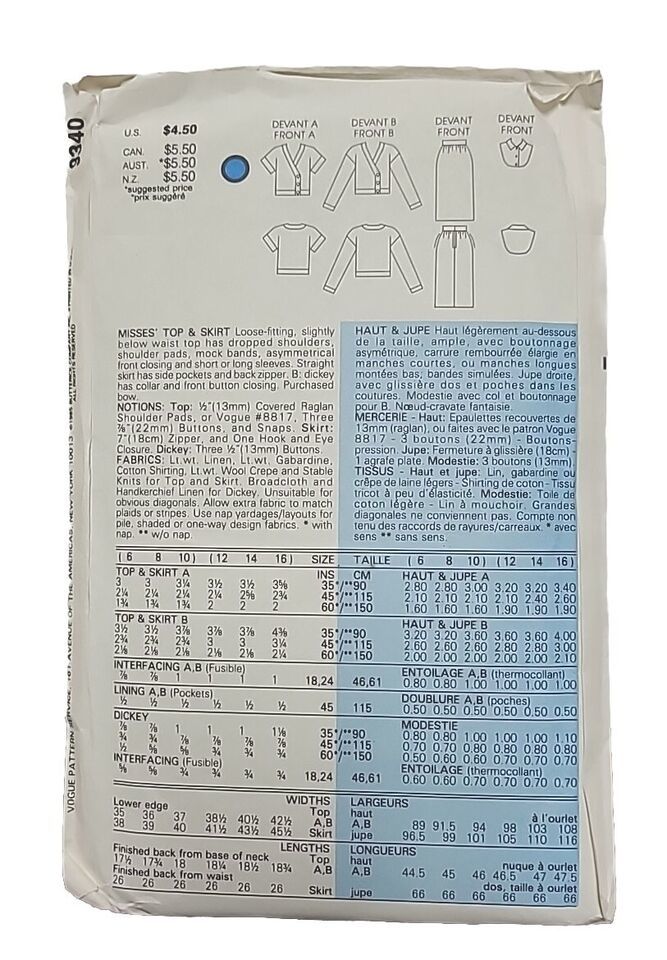 9340
U.S. $4.50
CAN. $5.50
AUST. *$5.50
N.Z. $5.50
*suggested price
*prix suggéré
DEVANT A
FRONT A
DEVANT B
FRONT B
DEVANT
FRONT
DEVANT
FRONT
MISSES' TOP & SKIRT Loose-fitting, slightly
below waist top has dropped shoulders,
shoulder pads, mock bands, asymmetrical
front closing and short or long sleeves. Straight
skirt has side pockets and back zipper. B: dickey
has collar and front button closing. Purchased
bow.
NOTIONS: Top: ½"(13mm) Covered Raglan
Shoulder Pads, or Vogue #8817, Three
⅞"(22mm) Buttons, and Snaps. Skirt:
7"(18cm) Zipper, and One Hook and Eye
Closure. Dickey: Three ½"(13mm) Buttons.
FABRICS: Lt.wt. Linen, Lt.wt. Gabardine,
Cotton Shirting, Lt.wt. Wool Crepe and Stable
Knits for Top and Skirt. Broadcloth and
Handkerchief Linen for Dickey. Unsuitable for
obvious diagonals. Allow extra fabric to match
plaids or stripes. Use nap yardages/layouts for
pile, shaded or one-way design fabrics. * with
nap. ** w/o nap.
HAUT & JUPE Haut légèrement au-dessous
de la taille, ample, avec boutonnage
asymétrique, carrure rembourrée élargie en
manches courtes, ou manches longues
montées bas, bandes simulées. Jupe droite,
avec glissière dos et poches dans les
coutures. Modestie avec col et boutonnage
pour B. Nœud-cravate fantaisie.
MERCERIE - Haut: Epaulettes recouvertes de
13mm (raglan), ou faites avec le patron Vogue
8817 - 3 boutons (22mm) - Boutons-
pression. Jupe: Fermeture à glissière (18cm) -
1 agrafe plate. Modestie: 3 boutons (13mm).
TISSUS - Haut et jupe: Lin, gabardine ou
crêpe de laine légers - Shirting de coton - Tissu
tricot à peu d'élasticité. Modestie: Toile de
coton léger - Lin à mouchoir. Grandes
diagonales ne conviennent pas. Compte non
tenu des raccords de rayures/carreaux. * avec
sens ** sans sens.
(6 8 10) (12 14 16) SIZE TAILLE (6 8 10) (12 14 16)
TOP & SKIRT A INS CM HAUT & JUPE A
3 3 3¼ 3½ 3½ 3⅝ 35*/**90 2.80 2.80 3.00 3.20 3.20 3.40
2¼ 2¼ 2¼ 2¼ 2⅝ 2¾ 45*/**115 2.10 2.10 2.10 2.10 2.40 2.60
1¾ 1¾ 1¾ 2 2 2 60*/**150 1.60 1.60 1.60 1.90 1.90 1.90
TOP & SKIRT B HAUT & JUPE B
3½ 3½ 3⅞ 3⅞ 3⅞ 4⅜ 35*/**90 3.20 3.20 3.60 3.60 3.60 4.00
2¾ 2¾ 2¾ 3 3 3¼ 45*/**115 2.60 2.60 2.60 2.80 2.80 3.00
2⅛ 2⅛ 2⅛ 2⅛ 2⅛ 2¼ 60*/**150 2.00 2.00 2.00 2.00 2.00 2.10
INTERFACING A,B (Fusible) ENTOILAGE A,B (thermocollant)
⅞ ⅞ 1 1 1 1 18,24 46,61 0.80 0.80 1.00 1.00 1.00 1.00
LINING A,B (Pockets) DOUBLURE A,B (poches)
½ ½ ½ ½ ½ ½ 45 115 0.50 0.50 0.50 0.50 0.50 0.50
DICKEY MODESTIE
⅞ ⅞ 1 1 1 1⅛ 35*/**90 0.80 0.80 1.00 1.00 1.00 1.10
¾ ¾ ¾ ⅞ ⅞ ⅞ 45*/**115 0.70 0.70 0.70 0.80 0.80 0.80
½ ⅝ ⅝ ¾ ¾ ¾ 60*/**150 0.50 0.60 0.60 0.70 0.70 0.70
INTERFACING (Fusible) ENTOILAGE (thermocollant)
⅝ ⅝ ¾ ¾ ¾ ¾ 18,24 46,61 0.60 0.60 0.70 0.70 0.70 0.70
WIDTHS LARGEURS
Lower edge Top haut à l'ourlet
35 36 37 38½ 40½ 42½ A,B A,B 89 91.5 94 98 103 108
38 39 40 41½ 43½ 45½ Skirt jupe 96.5 99 101 105 110 116
LENGTHS LONGUEURS
Finished back from base of neck Top haut nuque à ourlet
17½ 17¾ 18 18¼ 18½ 18¾ A,B A,B 44.5 45 46 46.5 47 47.5
Finished back from waist dos, taille à ourlet
26 26 26 26 26 26 Skirt jupe 66 66 66 66 66 66